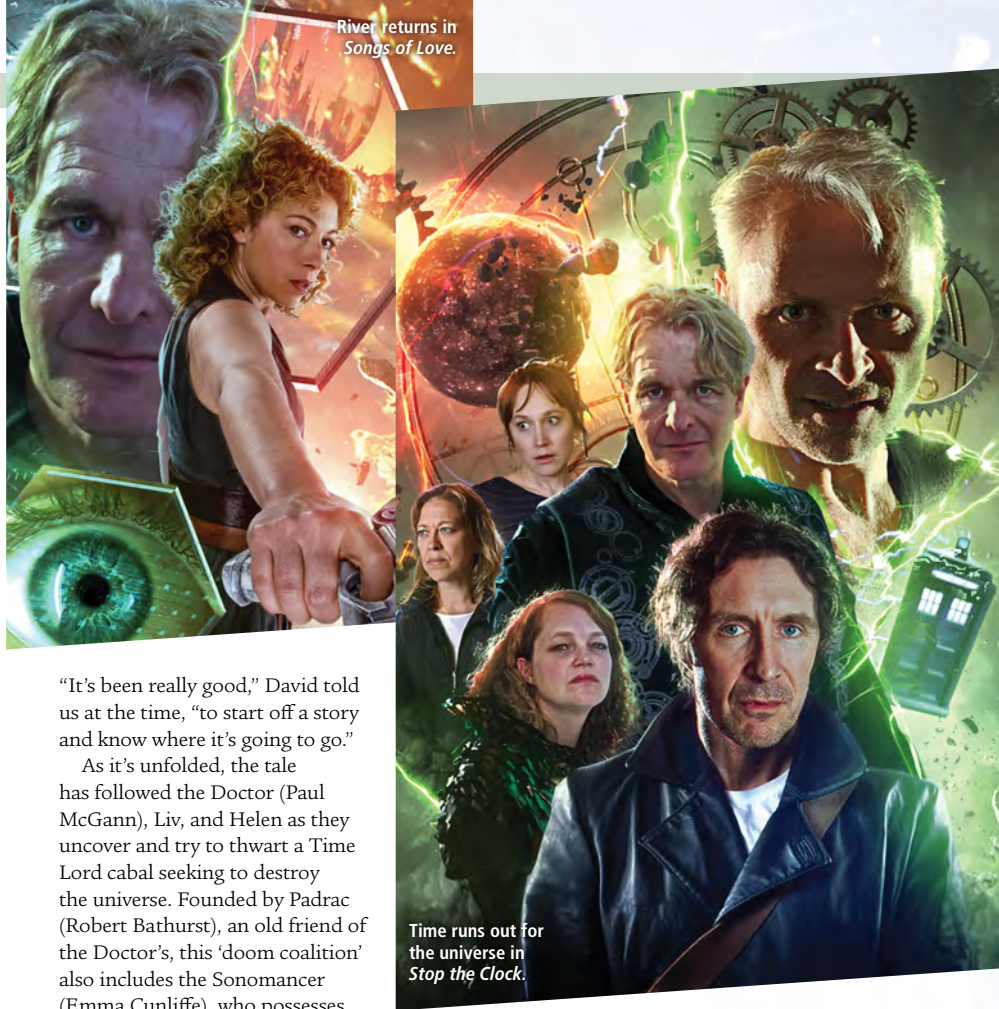 River returns in
Songs of Love.
"It's been really good," David told
us at the time, "to start off a story
and know where it's going to go."
As it's unfolded, the tale
has followed the Doctor (Paul
McGann), Liv, and Helen as they
uncover and try to thwart a Time
Lord cabal seeking to destroy
the universe. Founded by Padrac
(Robert Bathurst), an old friend of
the Doctor's, this 'doom coalition'
also includes the Sonomancer
(Emma Cunliffe), who possesses
Time runs out for
the universe in
Stop the Clock.